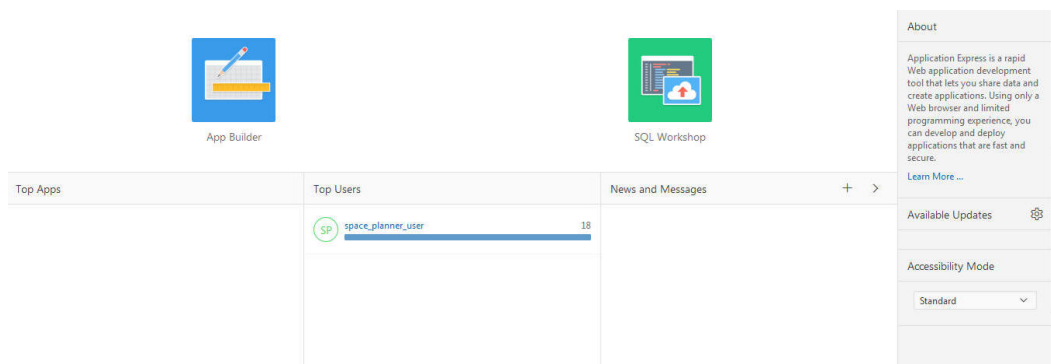 App Builder
SQL Workshop
Top Apps
Top Users
SP
space_planner_user
18
News and Messages
About
Application Express is a rapid
Web application development
tool that lets you share data and
create applications. Using only a
Web browser and limited
programming experience, you
can develop and deploy
applications that are fast and
secure.
Learn More ...
Available Updates
Accessibility Mode
Standard